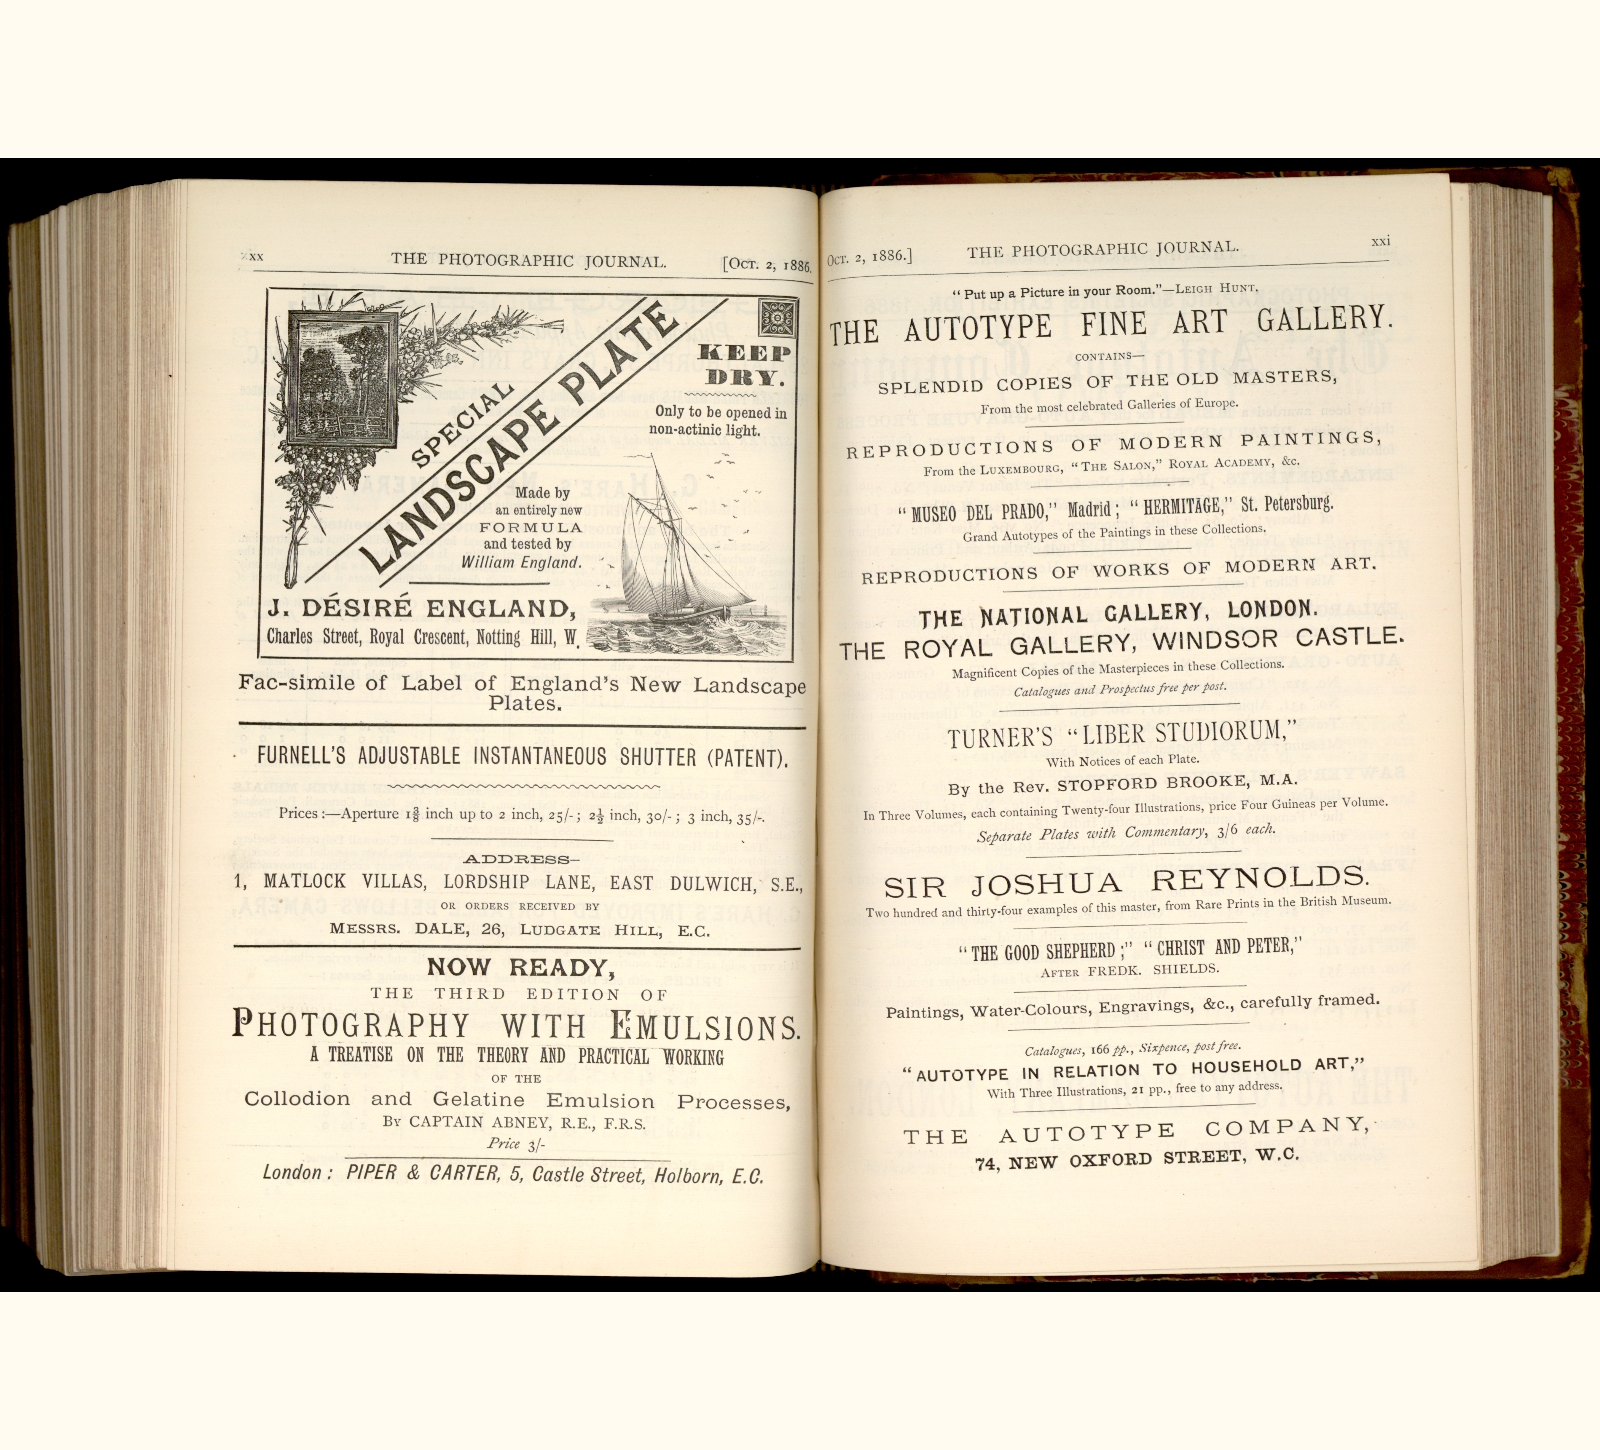 xx THE PHOTOGRAPHIC JOURNAL. [Oct. 2, 1886.
SPECIAL
LANDSCAPE PLATE
KEEP
DRY.
Only to be opened in
non-actinic light.
Made by
an entirely new
FORMULA
and tested by
William England.
J. DÉSIRÉ ENGLAND,
Charles Street, Royal Crescent, Notting Hill, W.
Fac-simile of Label of England's New Landscape
Plates.
FURNELL'S ADJUSTABLE INSTANTANEOUS SHUTTER (PATENT).
Prices:—Aperture 1⅜ inch up to 2 inch, 25/-; 2½ inch, 30/-; 3 inch, 35/-.
ADDRESS—
1, MATLOCK VILLAS, LORDSHIP LANE, EAST DULWICH, S.E.,
OR ORDERS RECEIVED BY
MESSRS. DALE, 26, LUDGATE HILL, E.C.
NOW READY,
THE THIRD EDITION OF
PHOTOGRAPHY WITH EMULSIONS.
A TREATISE ON THE THEORY AND PRACTICAL WORKING
OF THE
Collodion and Gelatine Emulsion Processes,
By CAPTAIN ABNEY, R.E., F.R.S.
Price 3/-
London: PIPER & CARTER, 5, Castle Street, Holborn, E.C.
Oct. 2, 1886.] THE PHOTOGRAPHIC JOURNAL. xxi
"Put up a Picture in your Room."—LEIGH HUNT.
THE AUTOTYPE FINE ART GALLERY.
CONTAINS—
SPLENDID COPIES OF THE OLD MASTERS,
From the most celebrated Galleries of Europe.
REPRODUCTIONS OF MODERN PAINTINGS,
From the LUXEMBOURG, "THE SALON," ROYAL ACADEMY, &c.
"MUSEO DEL PRADO," Madrid; "HERMITAGE," St. Petersburg.
Grand Autotypes of the Paintings in these Collections.
REPRODUCTIONS OF WORKS OF MODERN ART.
THE NATIONAL GALLERY, LONDON.
THE ROYAL GALLERY, WINDSOR CASTLE.
Magnificent Copies of the Masterpieces in these Collections.
Catalogues and Prospectus free per post.
TURNER'S "LIBER STUDIORUM,"
With Notices of each Plate.
By the Rev. STOPFORD BROOKE, M.A.
In Three Volumes, each containing Twenty-four Illustrations, price Four Guineas per Volume.
Separate Plates with Commentary, 3/6 each.
SIR JOSHUA REYNOLDS.
Two hundred and thirty-four examples of this master, from Rare Prints in the British Museum.
"THE GOOD SHEPHERD;" "CHRIST AND PETER,"
AFTER FREDK. SHIELDS.
Paintings, Water-Colours, Engravings, &c., carefully framed.
Catalogues, 166 pp., Sixpence, post free.
"AUTOTYPE IN RELATION TO HOUSEHOLD ART,"
With Three Illustrations, 21 pp., free to any address.
THE AUTOTYPE COMPANY,
74, NEW OXFORD STREET, W.C.